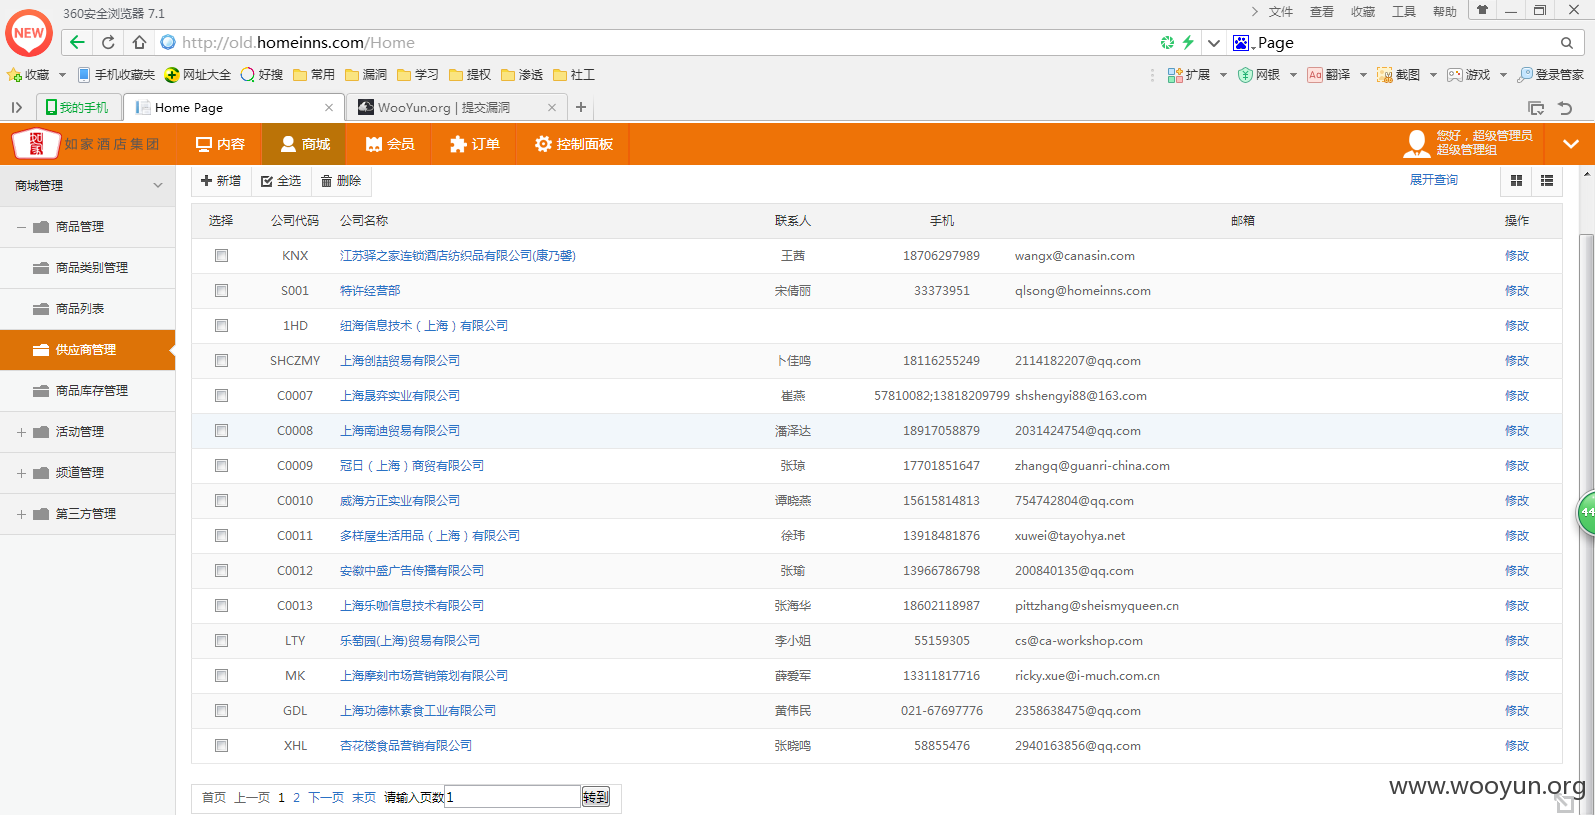 360安全浏览器 7.1
文件 查看 收藏 工具 帮助
NEW
http://old.homeinns.com/Home
Page
收藏 手机收藏夹 网址大全 好搜 常用 漏洞 学习 提权 渗透 社工
扩展 网银 翻译 截图 游戏 登录管家
我的手机 Home Page WooYun.org | 提交漏洞
如家酒店集团 内容 商城 会员 订单 控制面板
您好，超级管理员
超级管理组
商城管理
商品管理
商品类别管理
商品列表
供应商管理
商品库存管理
活动管理
频道管理
第三方管理
新增 全选 删除 展开查询
选择 公司代码 公司名称 联系人 手机 邮箱 操作
KNX 江苏驿之家连锁酒店纺织品有限公司(康乃馨) 王茜 18706297989 wangx@canasin.com 修改
S001 特许经营部 宋倩丽 33373951 qlsong@homeinns.com 修改
1HD 纽海信息技术（上海）有限公司 修改
SHCZMY 上海创喆贸易有限公司 卜佳鸣 18116255249 2114182207@qq.com 修改
C0007 上海晟弈实业有限公司 崔燕 57810082;13818209799 shshengyi88@163.com 修改
C0008 上海南迪贸易有限公司 潘泽达 18917058879 2031424754@qq.com 修改
C0009 冠日（上海）商贸有限公司 张琼 17701851647 zhangq@guanri-china.com 修改
C0010 威海方正实业有限公司 谭晓燕 15615814813 754742804@qq.com 修改
C0011 多样屋生活用品（上海）有限公司 徐玮 13918481876 xuwei@tayohya.net 修改
C0012 安徽中盛广告传播有限公司 张瑜 13966786798 200840135@qq.com 修改
C0013 上海乐咖信息技术有限公司 张海华 18602118987 pittzhang@sheismyqueen.cn 修改
LTY 乐萄园(上海)贸易有限公司 李小姐 55159305 cs@ca-workshop.com 修改
MK 上海摩刻市场营销策划有限公司 薛爱军 13311817716 ricky.xue@i-much.com.cn 修改
GDL 上海功德林素食工业有限公司 黄伟民 021-67697776 2358638475@qq.com 修改
XHL 杏花楼食品营销有限公司 张晓鸣 58855476 2940163856@qq.com 修改
44
首页 上一页 1 2 下一页 末页 请输入页数 1 转到
www.wooyun.org